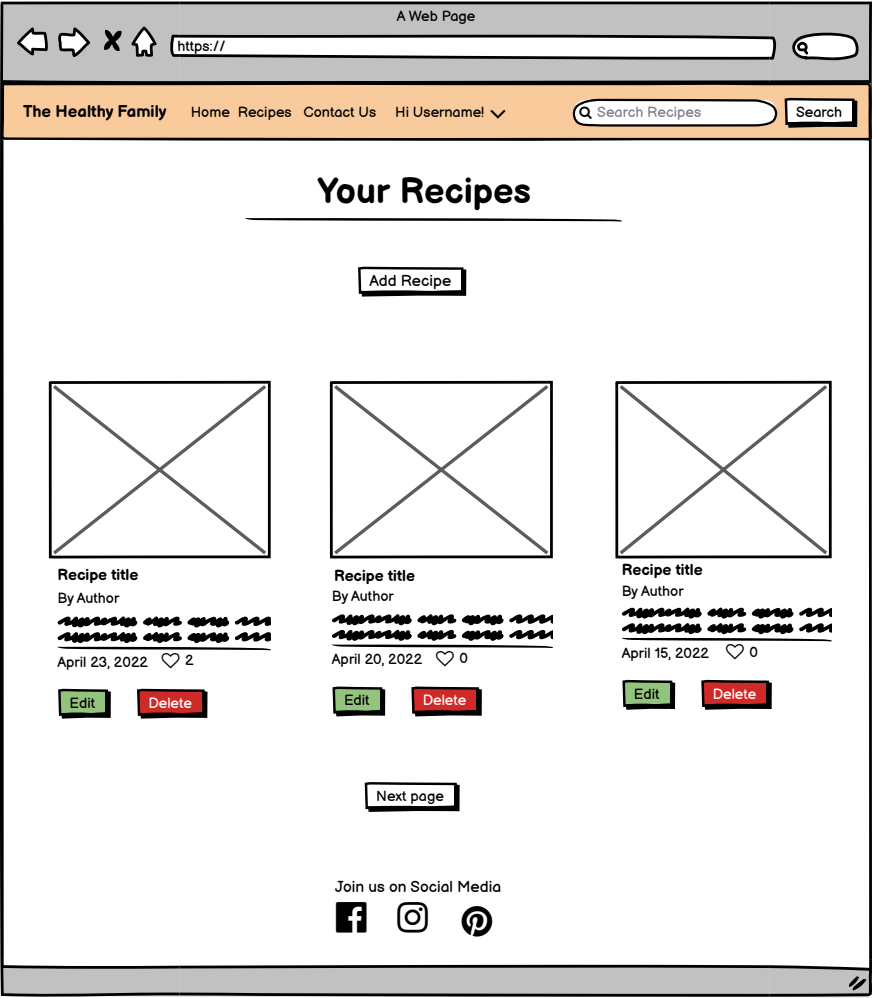 A Web Page
https://
The Healthy Family Home Recipes Contact Us Hi Username! Search Recipes Search
Your Recipes
Add Recipe
Recipe title
By Author
April 23, 2022 2
Edit Delete
Recipe title
By Author
April 20, 2022 0
Edit Delete
Recipe title
By Author
April 15, 2022 0
Edit Delete
Next page
Join us on Social Media